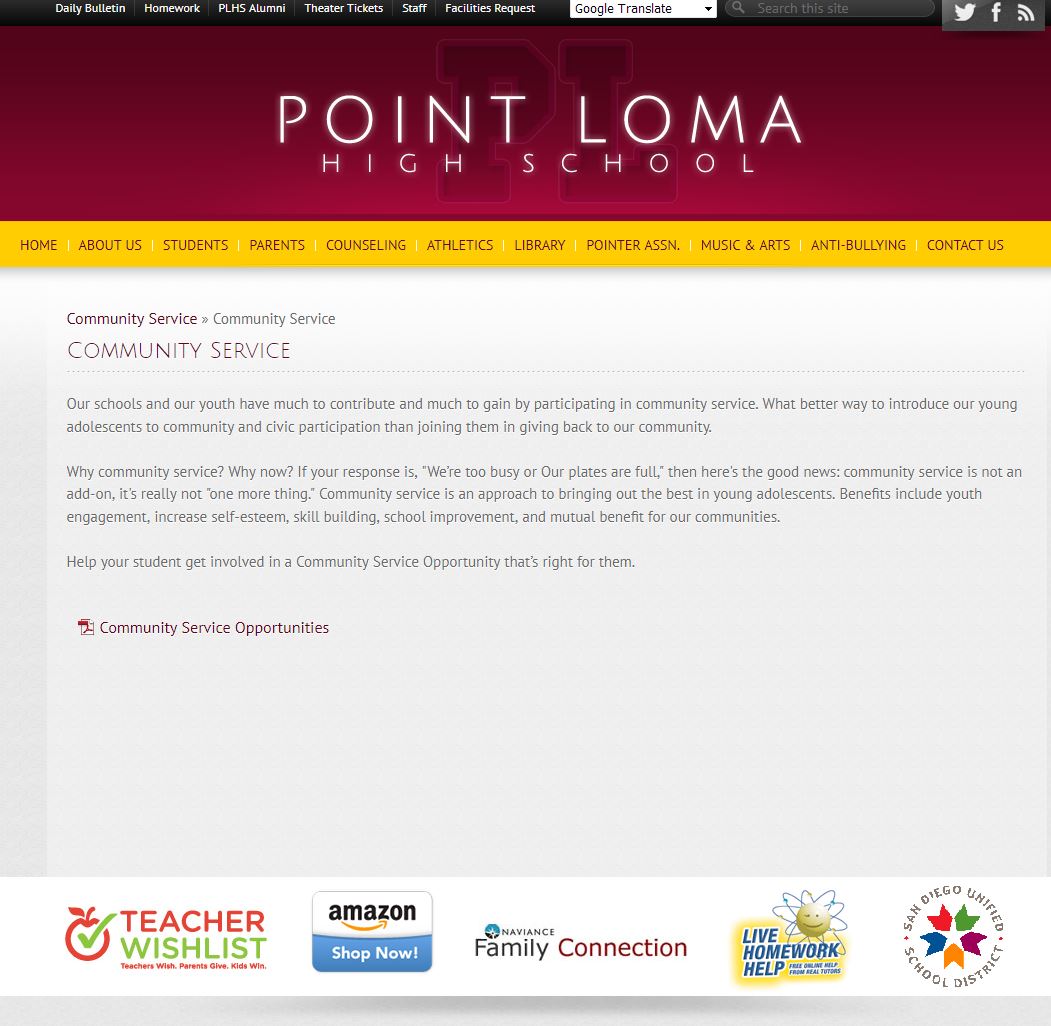 Daily Bulletin Homework PLHS Alumni Theater Tickets Staff Facilities Request Google Translate Search this site
PL
POINT LOMA
HIGH SCHOOL
HOME ABOUT US STUDENTS PARENTS COUNSELING ATHLETICS LIBRARY POINTER ASSN. MUSIC & ARTS ANTI-BULLYING CONTACT US
Community Service » Community Service
COMMUNITY SERVICE
Our schools and our youth have much to contribute and much to gain by participating in community service. What better way to introduce our young
adolescents to community and civic participation than joining them in giving back to our community.
Why community service? Why now? If your response is, "We're too busy or Our plates are full," then here's the good news: community service is not an
add-on, it's really not "one more thing." Community service is an approach to bringing out the best in young adolescents. Benefits include youth
engagement, increase self-esteem, skill building, school improvement, and mutual benefit for our communities.
Help your student get involved in a Community Service Opportunity that's right for them.
Community Service Opportunities
TEACHER
WISHLIST
Teachers Wish. Parents Give. Kids Win.
amazon
Shop Now!
NAVIANCE
Family Connection
LIVE
HOMEWORK
HELP
FREE ONLINE HELP
FROM REAL TUTORS
SAN DIEGO UNIFIED
SCHOOL DISTRICT